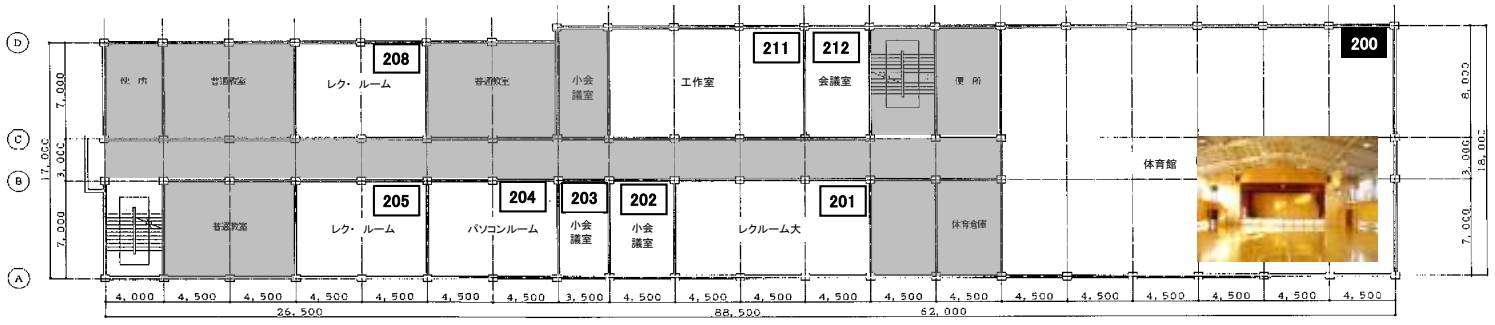 D
208
211
212
200
便 所
普通教室
レク・ルーム
普通教室
小会
議室
工作室
会議室
便 所
7,000
8,000
C
17,000
3,000
体育館
3,000
18,000
B
205
204
203
202
201
7,000
普通教室
レク・ルーム
パソコンルーム
小会
議室
小会
議室
レクルーム大
体育倉庫
7,000
A
4,000 4,500 4,500 4,500 4,500 4,500 4,500 3,500 4,500 4,500 4,500 4,500 4,500 4,500 4,500 4,500 4,500 4,500 4,500 4,500
26,500 88,500 62,000